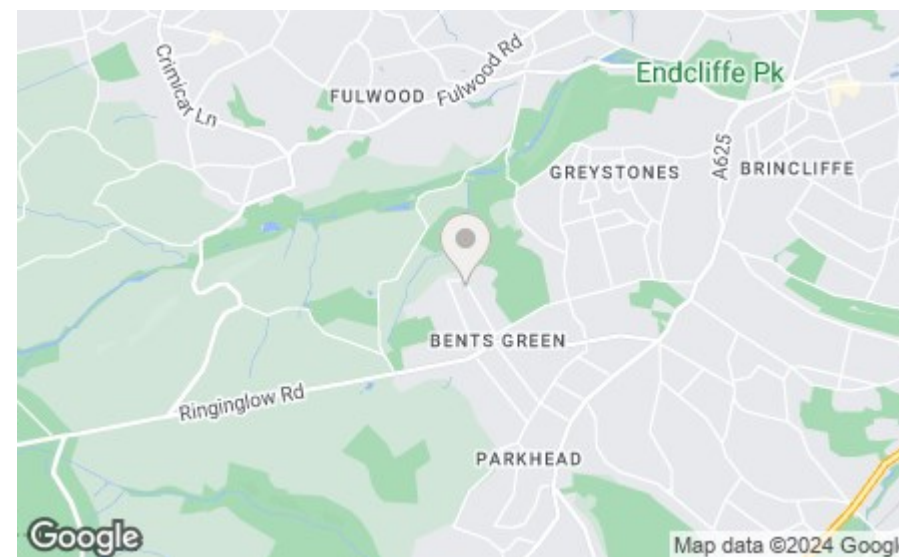 Endcliffe Pk
Crimicar Ln
FULWOOD
Fulwood Rd
A625
GREYSTONES
BRINCLIFFE
BENTS GREEN
Ringinglow Rd
PARKHEAD
Google
Map data ©2024 Googl